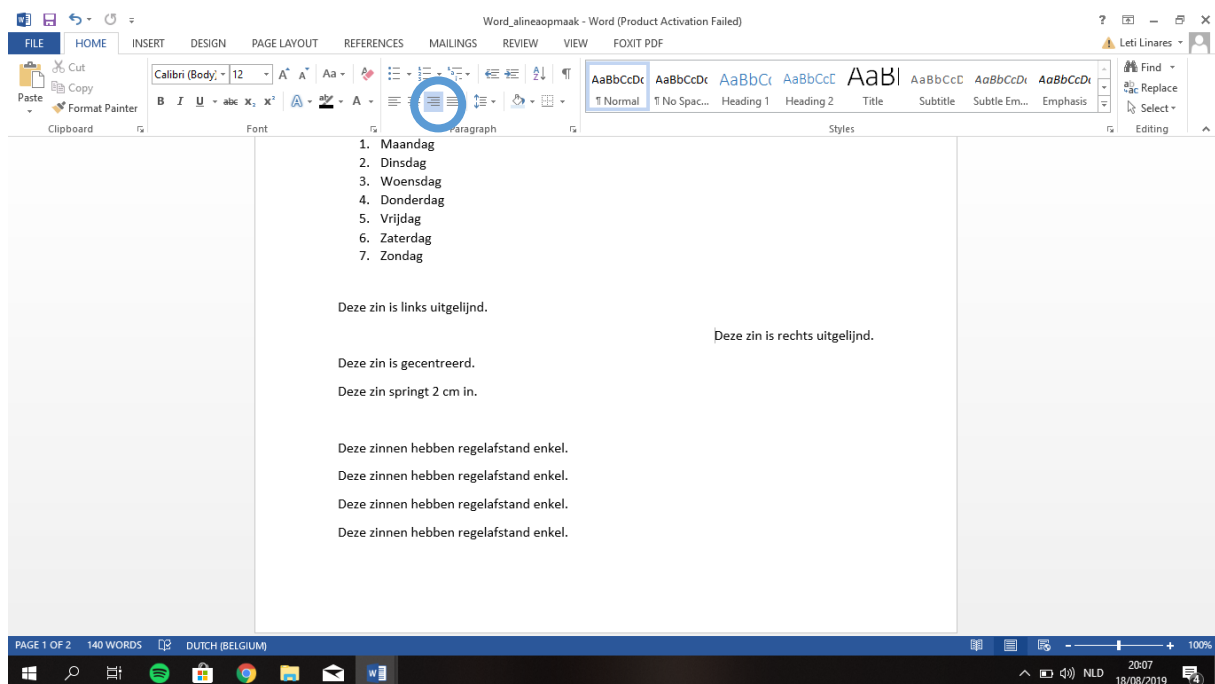 Word_alineaopmaak - Word (Product Activation Failed)
FILE HOME INSERT DESIGN PAGE LAYOUT REFERENCES MAILINGS REVIEW VIEW FOXIT PDF Leti Linares
Paste
Cut
Copy
Format Painter
Clipboard
Calibri (Body) 12
Font
Paragraph
AaBbCcDc AaBbCcDc AaBbC AaBbCcC AaB AaBbCcC AaBbCcDc AaBbCcDc
¶ Normal ¶ No Spac... Heading 1 Heading 2 Title Subtitle Subtle Em... Emphasis
Styles
Find
Replace
Select
Editing
1. Maandag
2. Dinsdag
3. Woensdag
4. Donderdag
5. Vrijdag
6. Zaterdag
7. Zondag
Deze zin is links uitgelijnd.
Deze zin is rechts uitgelijnd.
Deze zin is gecentreerd.
Deze zin springt 2 cm in.
Deze zinnen hebben regelafstand enkel.
Deze zinnen hebben regelafstand enkel.
Deze zinnen hebben regelafstand enkel.
Deze zinnen hebben regelafstand enkel.
PAGE 1 OF 2 140 WORDS DUTCH (BELGIUM) 100%
NLD
20:07
18/08/2019